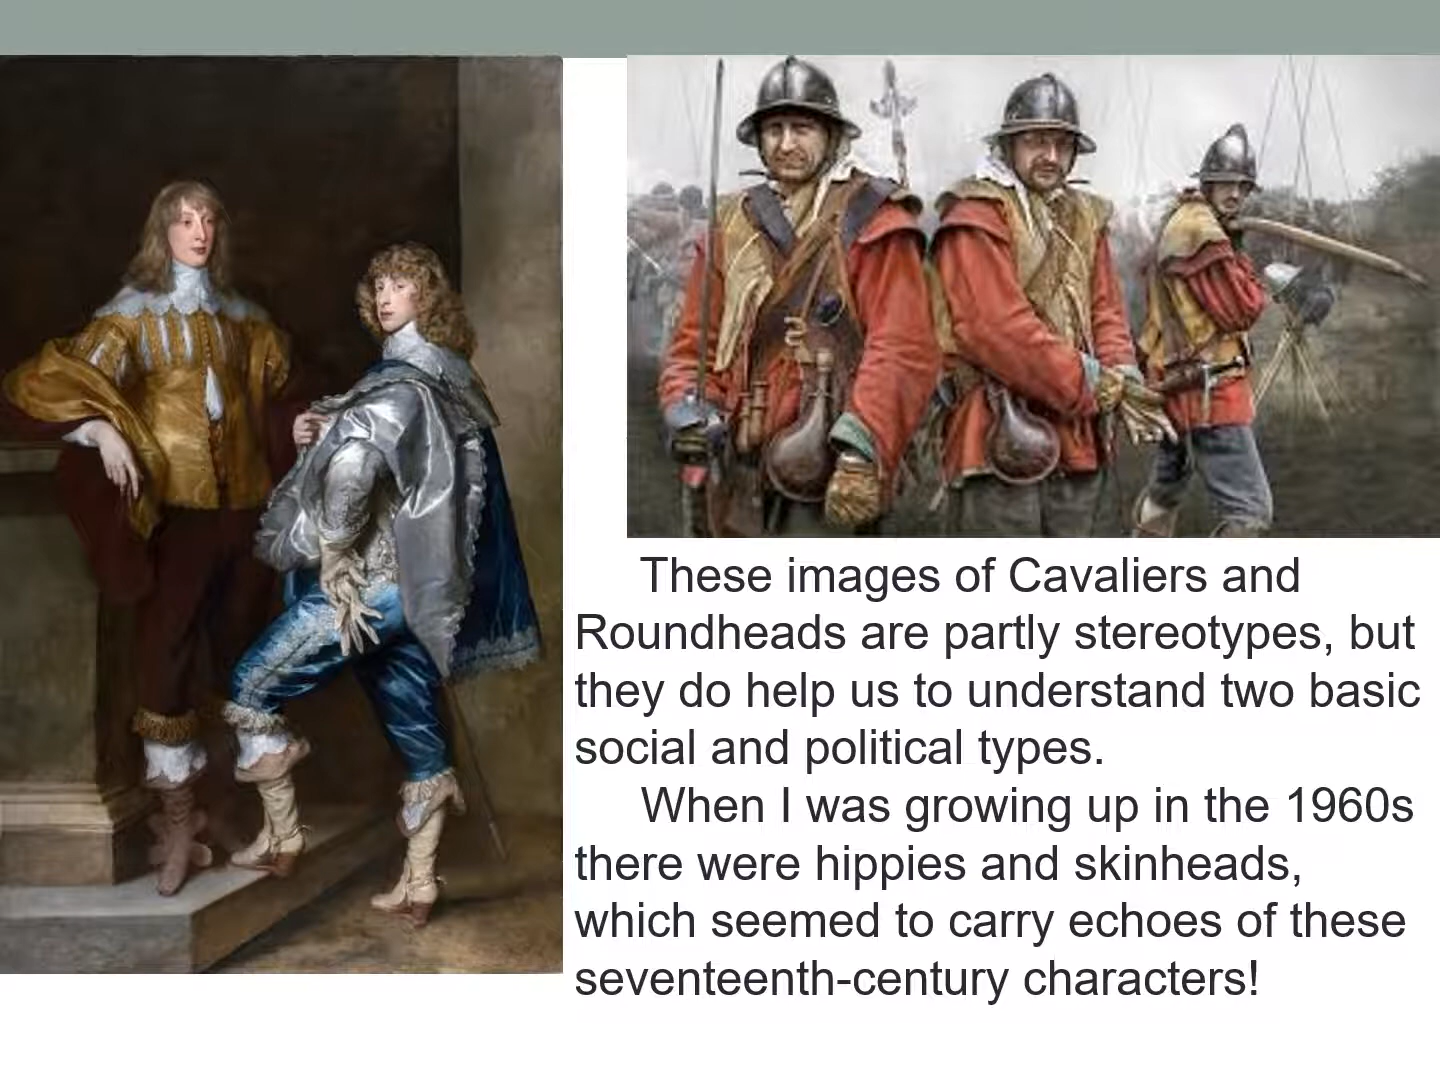 These images of Cavaliers and
Roundheads are partly stereotypes, but
they do help us to understand two basic
social and political types.
When I was growing up in the 1960s
there were hippies and skinheads,
which seemed to carry echoes of these
seventeenth-century characters!